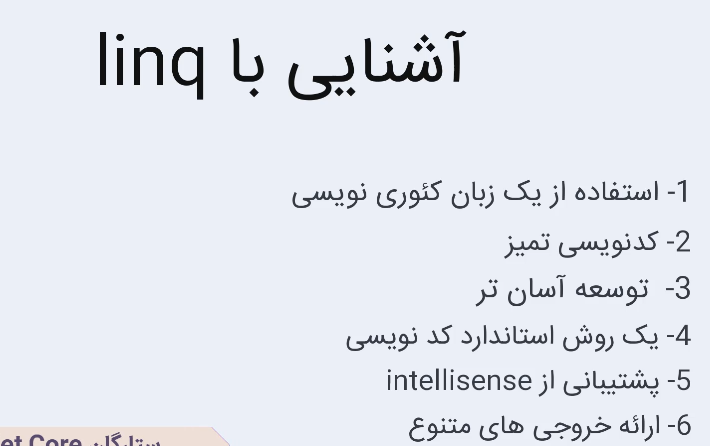 آشنایی با linq
1- استفاده از یک زبان کئوری نویسی
2- کدنویسی تمیز
3- توسعه آسان تر
4- یک روش استاندارد کد نویسی
5- پشتیبانی از intellisense
6- ارائه خروجی های متنوع
ستارگان et Core